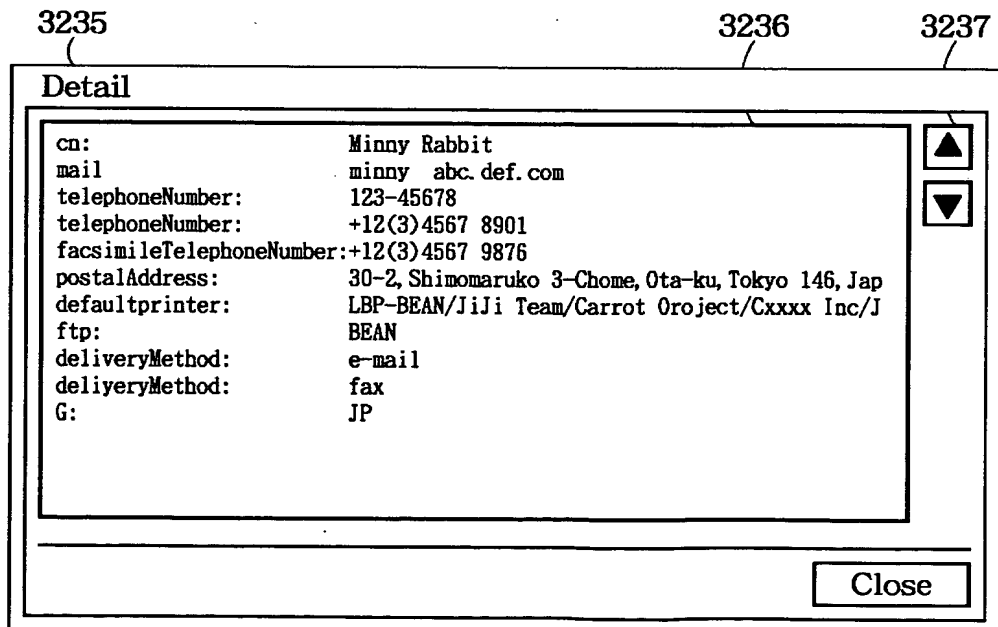 3235 3236 3237
Detail
cn: Minny Rabbit
mail minny abc.def.com
telephoneNumber: 123-45678
telephoneNumber: +12(3)4567 8901
facsimileTelephoneNumber:+12(3)4567 9876
postalAddress: 30-2,Shimomaruko 3-Chome,Ota-ku,Tokyo 146,Jap
defaultprinter: LBP-BEAN/JiJi Team/Carrot Oroject/Cxxxx Inc/J
ftp: BEAN
deliveryMethod: e-mail
deliyeryMethod: fax
G: JP
Close